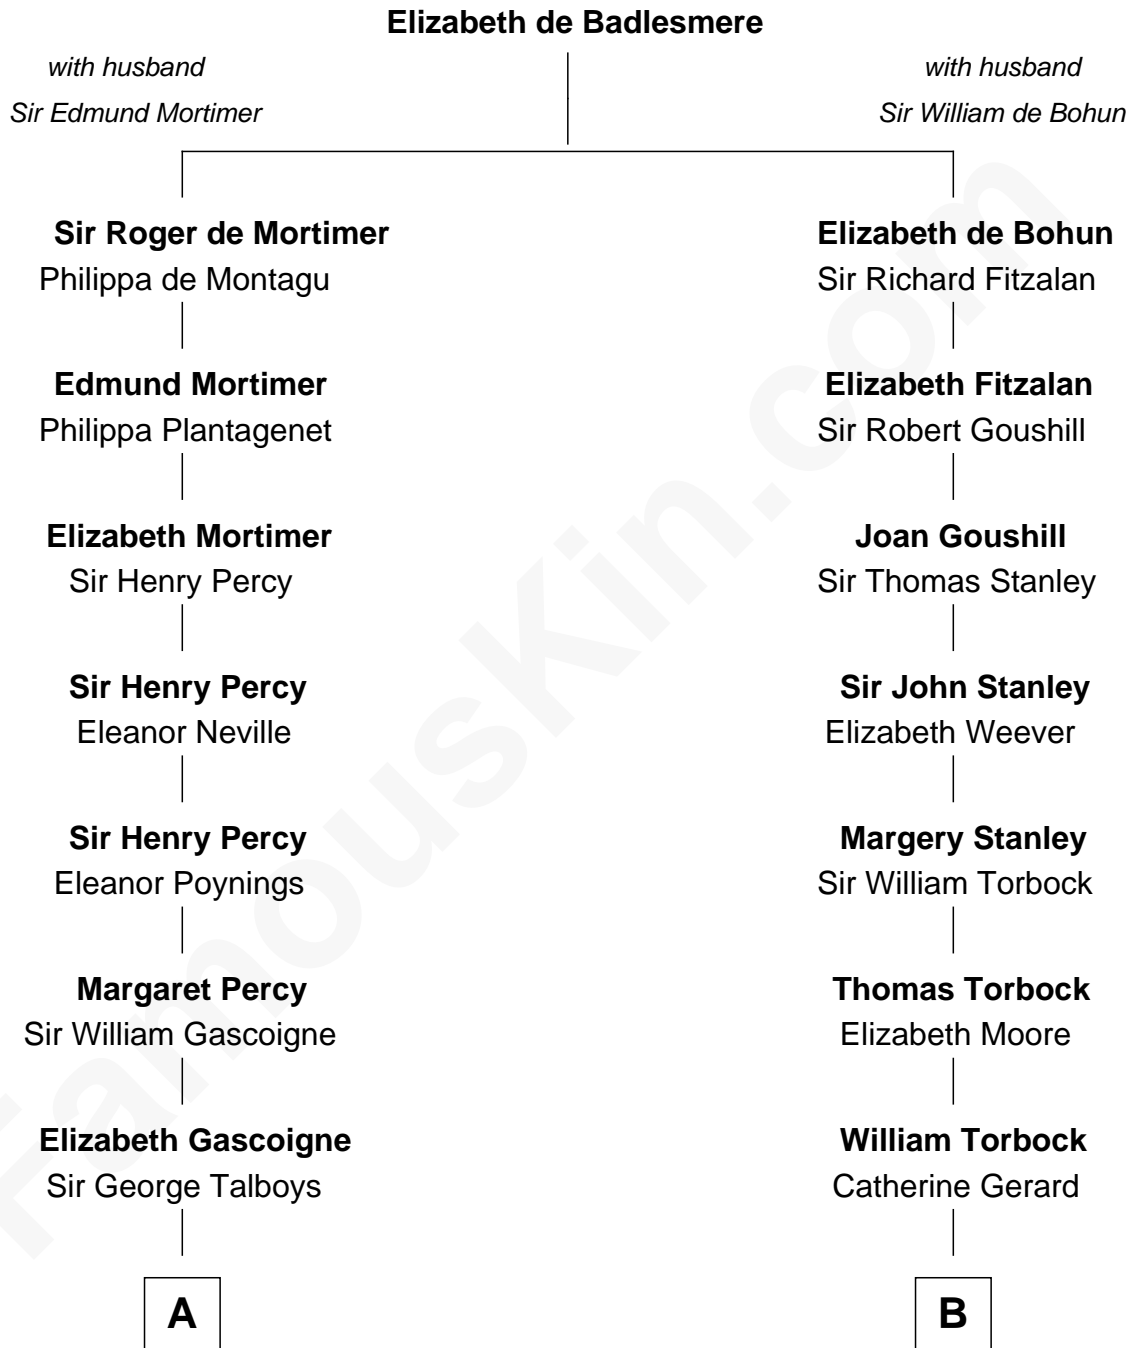 Elizabeth de Badlesmere
with husband
Sir Edmund Mortimer
with husband
Sir William de Bohun
Sir Roger de Mortimer
Philippa de Montagu
Elizabeth de Bohun
Sir Richard Fitzalan
Edmund Mortimer
Philippa Plantagenet
Elizabeth Fitzalan
Sir Robert Goushill
Elizabeth Mortimer
Sir Henry Percy
Joan Goushill
Sir Thomas Stanley
Sir Henry Percy
Eleanor Neville
Sir John Stanley
Elizabeth Weever
Sir Henry Percy
Eleanor Poynings
Margery Stanley
Sir William Torbock
Margaret Percy
Sir William Gascoigne
Thomas Torbock
Elizabeth Moore
Elizabeth Gascoigne
Sir George Talboys
William Torbock
Catherine Gerard
A
B
FamousKin.com